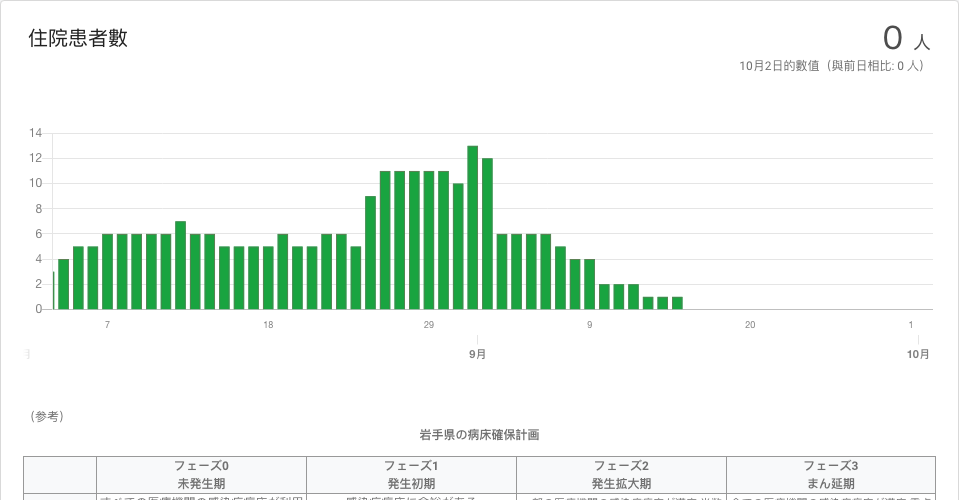 住院患者數
0 人
10月2日的數值（與前日相比: 0 人）
14
12
10
8
6
4
2
0
7 18 29 9 20 1
9月 10月
(参考)
岩手県の病床確保計画
フェーズ0 フェーズ1 フェーズ2 フェーズ3
未発生期 発生初期 発生拡大期 まん延期